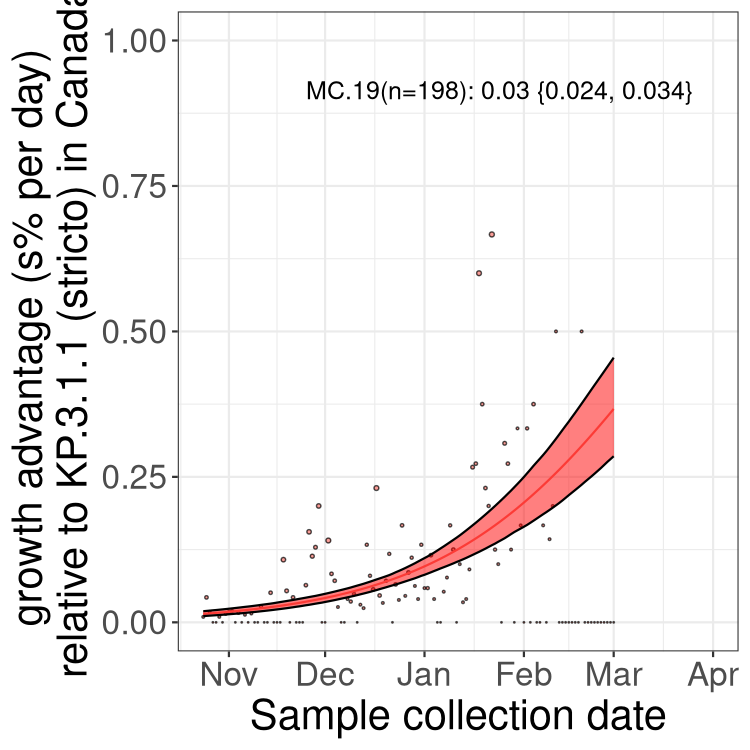 growth advantage (s% per day)
relative to KP.3.1.1 (stricto) in Canada
1.00
0.75
0.50
0.25
0.00
MC.19(n=198): 0.03 {0.024, 0.034}
Nov Dec Jan Feb Mar Apr
Sample collection date